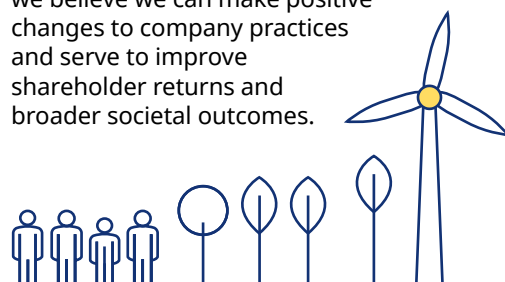 we believe we can make positive
changes to company practices
and serve to improve
shareholder returns and
broader societal outcomes.